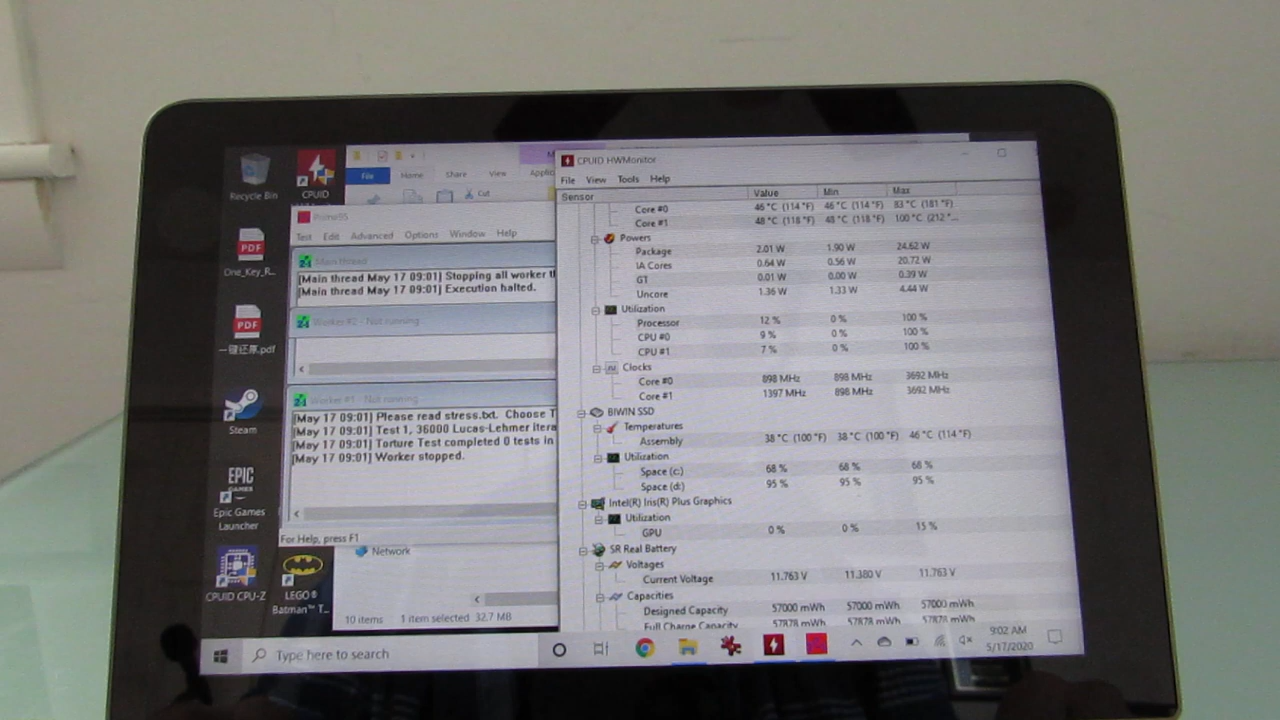 Recycle Bin
CPUID
One_Key_R...
一键还原.pdf
Steam
EPIC
GAMES
Epic Games
Launcher
CPUID CPU-Z
LEGO®
Batman™ T...
File
Home
Share
View
Cut
Prime95
Test Edit Advanced Options Window Help
Main thread
[Main thread May 17 09:01] Stopping all worker t
[Main thread May 17 09:01] Execution halted.
Worker #2 - Not running
Worker #1 - Not running
[May 17 09:01] Please read stress.txt. Choose T
[May 17 09:01] Test 1, 36000 Lucas-Lehmer itera
[May 17 09:01] Torture Test completed 0 tests in
[May 17 09:01] Worker stopped.
For Help, press F1
Network
10 items 1 item selected 32.7 MB
CPUID HWMonitor
File View Tools Help
Sensor Value Min Max
Core #0 46 °C (114 °F) 46 °C (114 °F) 83 °C (181 °F)
Core #1 48 °C (118 °F) 48 °C (118 °F) 100 °C (212 °...
Powers
Package 2.01 W 1.90 W 24.62 W
IA Cores 0.64 W 0.56 W 20.72 W
GT 0.01 W 0.00 W 0.39 W
Uncore 1.36 W 1.33 W 4.44 W
Utilization
Processor 12 % 0 % 100 %
CPU #0 9 % 0 % 100 %
CPU #1 7 % 0 % 100 %
Clocks
Core #0 898 MHz 898 MHz 3692 MHz
Core #1 1397 MHz 898 MHz 3692 MHz
BIWIN SSD
Temperatures
Assembly 38 °C (100 °F) 38 °C (100 °F) 46 °C (114 °F)
Utilization
Space (c:) 68 % 68 % 68 %
Space (d:) 95 % 95 % 95 %
Intel(R) Iris(R) Plus Graphics
Utilization
GPU 0 % 0 % 15 %
SR Real Battery
Voltages
Current Voltage 11.763 V 11.380 V 11.763 V
Capacities
Designed Capacity 57000 mWh 57000 mWh 57000 mWh
Full Charge Capacity 57878 mWh 57878 mWh 57878 mWh
Type here to search
9:02 AM
5/17/2020